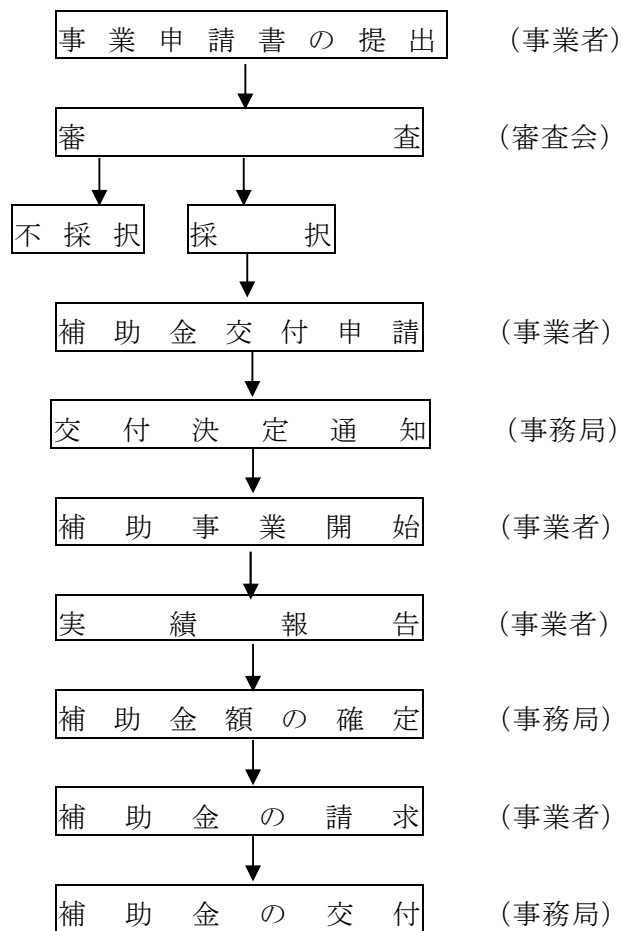 事業申請書の提出 (事業者)
審査 (審査会)
不採択 採択
補助金交付申請 (事業者)
交付決定通知 (事務局)
補助事業開始 (事業者)
実績報告 (事業者)
補助金額の確定 (事務局)
補助金の請求 (事業者)
補助金の交付 (事務局)